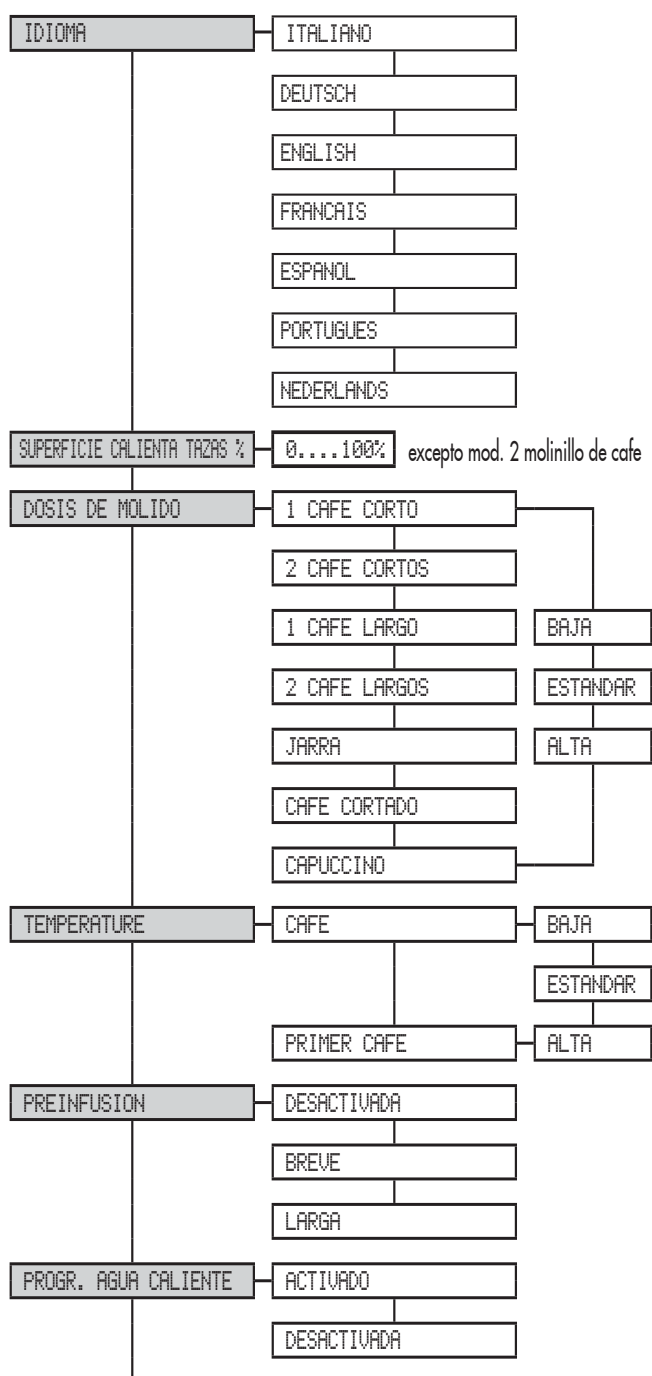 IDIOMA ITALIANO
DEUTSCH
ENGLISH
FRANCAIS
ESPANOL
PORTUGUES
NEDERLANDS
SUPERFICIE CALIENTA TAZAS % 0....100% excepto mod. 2 molinillo de cafe
DOSIS DE MOLIDO 1 CAFE CORTO
2 CAFE CORTOS
1 CAFE LARGO BAJA
2 CAFE LARGOS ESTANDAR
JARRA ALTA
CAFE CORTADO
CAPUCCINO
TEMPERATURE CAFE BAJA
ESTANDAR
PRIMER CAFE ALTA
PREINFUSION DESACTIVADA
BREVE
LARGA
PROGR. AGUA CALIENTE ACTIVADO
DESACTIVADA